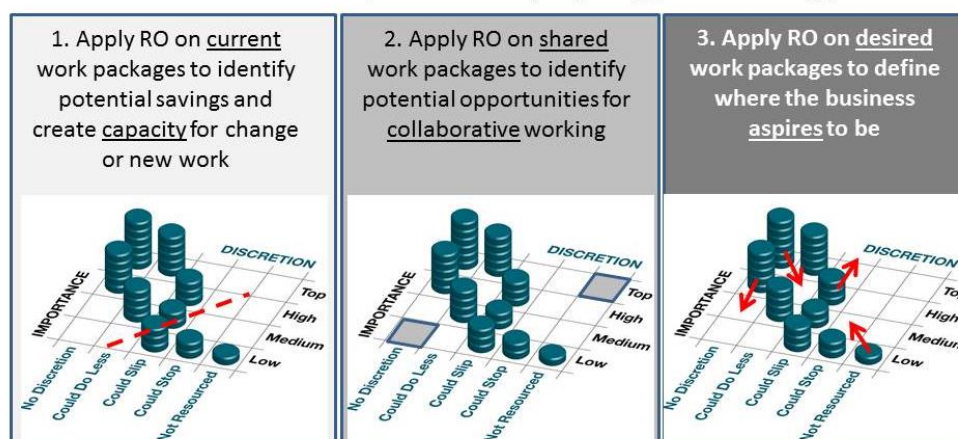 1. Apply RO on current
work packages to identify
potential savings and
create capacity for change
or new work
DISCRETION
IMPORTANCE
Top
High
Medium
Low
No Discretion
Could Do Less
Could Slip
Could Stop
Not Resourced
2. Apply RO on shared
work packages to identify
potential opportunities for
collaborative working
DISCRETION
IMPORTANCE
Top
High
Medium
Low
No Discretion
Could Do Less
Could Slip
Could Stop
Not Resourced
3. Apply RO on desired
work packages to define
where the business
aspires to be
DISCRETION
IMPORTANCE
Top
High
Medium
Low
No Discretion
Could Do Less
Could Slip
Could Stop
Not Resourced